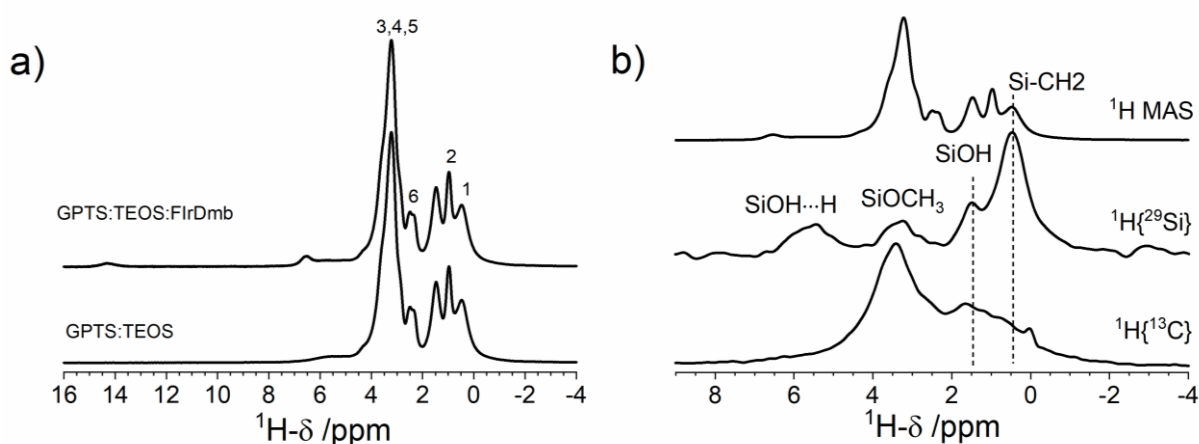 a)
3,4,5
2
1
6
GPTS:TEOS:FlrDmb
GPTS:TEOS
16 14 12 10 8 6 4 2 0 -2 -4
¹H-δ /ppm
b)
Si-CH2
¹H MAS
SiOH
SiOH···H
SiOCH₃
¹H{²⁹Si}
¹H{¹³C}
8 6 4 2 0 -2 -4
¹H-δ /ppm